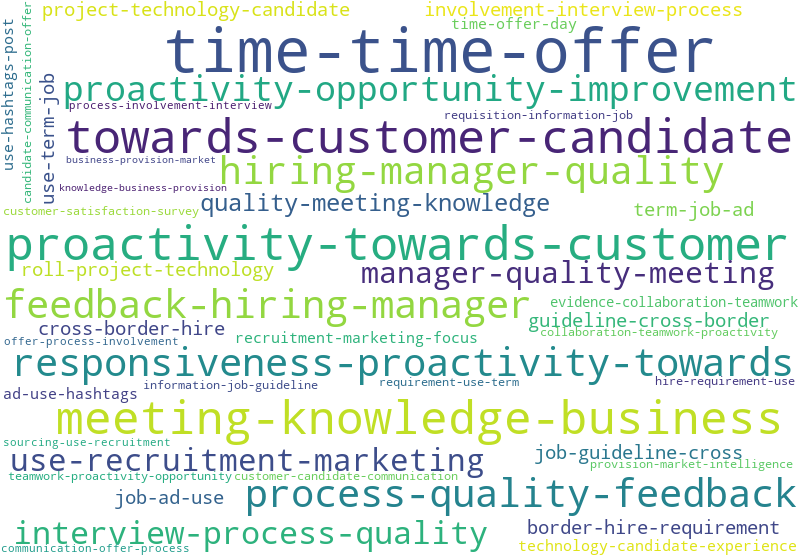 project-technology-candidate
involvement-interview-process
time-offer-day
time-time-offer
proactivity-opportunity-improvement
process-involvement-interview
requisition-information-job
towards-customer-candidate
business-provision-market
hiring-manager-quality
knowledge-business-provision
quality-meeting-knowledge
customer-satisfaction-survey
term-job-ad
proactivity-towards-customer
roll-project-technology
manager-quality-meeting
feedback-hiring-manager
evidence-collaboration-teamwork
guideline-cross-border
cross-border-hire
collaboration-teamwork-proactivity
recruitment-marketing-focus
offer-process-involvement
responsiveness-proactivity-towards
information-job-guideline
requirement-use-term
hire-requirement-use
ad-use-hashtags
meeting-knowledge-business
sourcing-use-recruitment
use-recruitment-marketing
job-guideline-cross
provision-market-intelligence
teamwork-proactivity-opportunity
customer-candidate-communication
job-ad-use
process-quality-feedback
interview-process-quality
border-hire-requirement
communication-offer-process
technology-candidate-experience
use-hashtags-post
candidate-communication-offer
use-term-job